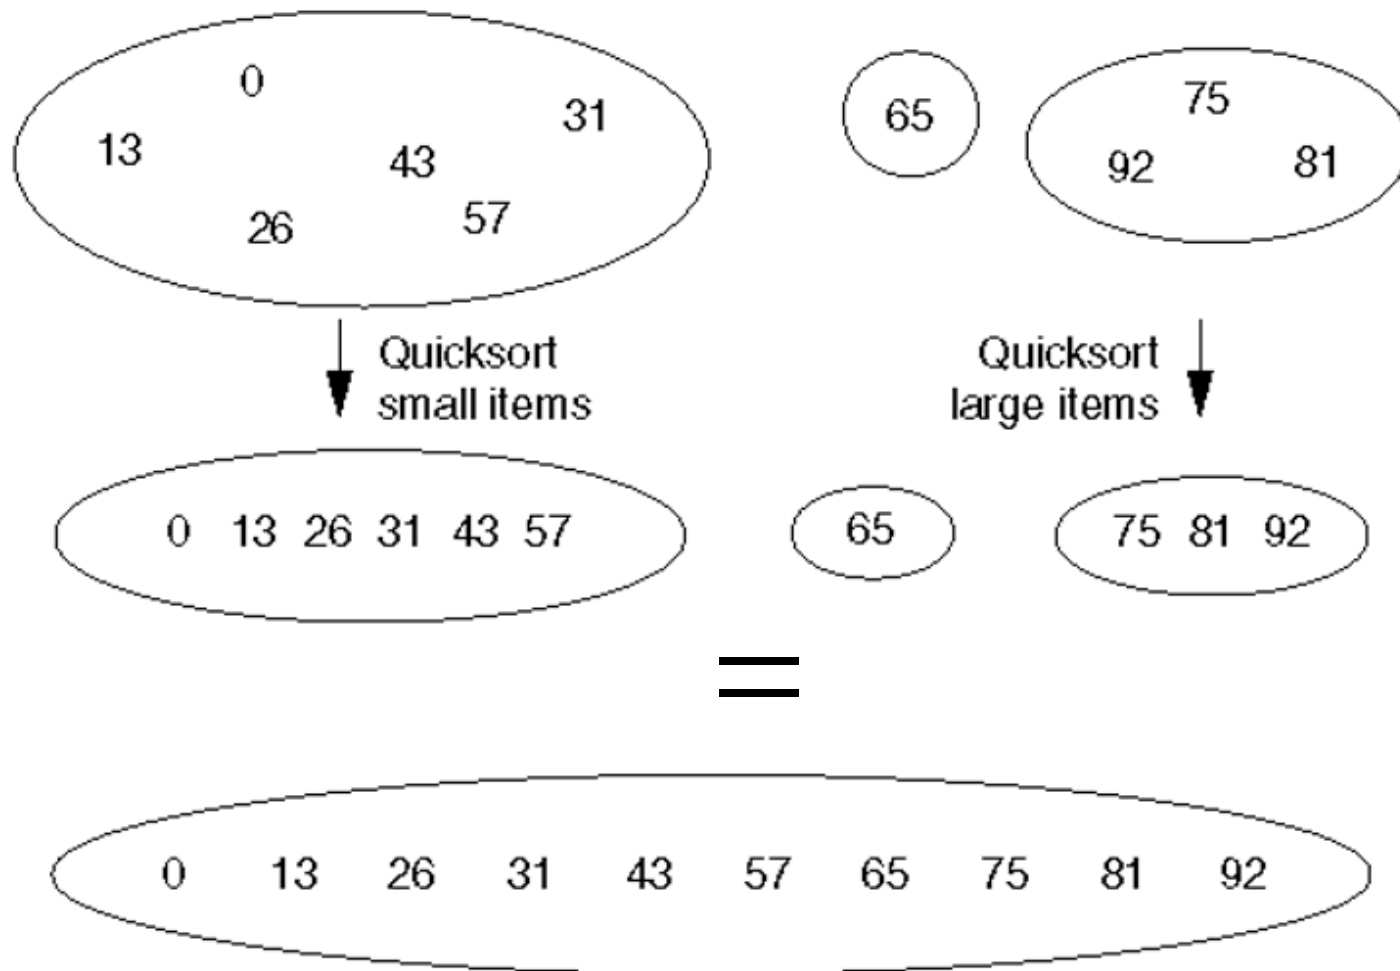 0
31
13
43
26
57
65
75
92
81
Quicksort
small items
Quicksort
large items
0 13 26 31 43 57
65
75 81 92
=
0 13 26 31 43 57 65 75 81 92